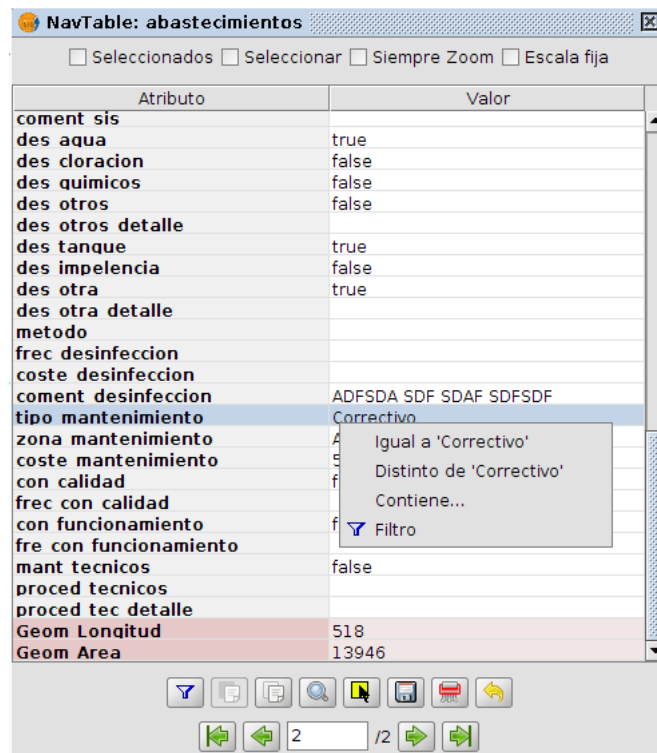 NavTable: abastecimientos
Seleccionados Seleccionar Siempre Zoom Escala fija
Atributo Valor
coment sis
des agua true
des cloracion false
des quimicos false
des otros false
des otros detalle
des tanque true
des impelencia false
des otra true
des otra detalle
metodo
frec desinfeccion
coste desinfeccion
coment desinfeccion ADFSDA SDF SDAF SDFSDF
tipo mantenimiento Correctivo
zona mantenimiento A
Igual a 'Correctivo'
coste mantenimiento 5
Distinto de 'Correctivo'
con calidad f
frec con calidad
Contiene...
con funcionamiento f
Filtro
fre con funcionamiento
mant tecnicos false
proced tecnicos
proced tec detalle
Geom Longitud 518
Geom Area 13946
2 /2